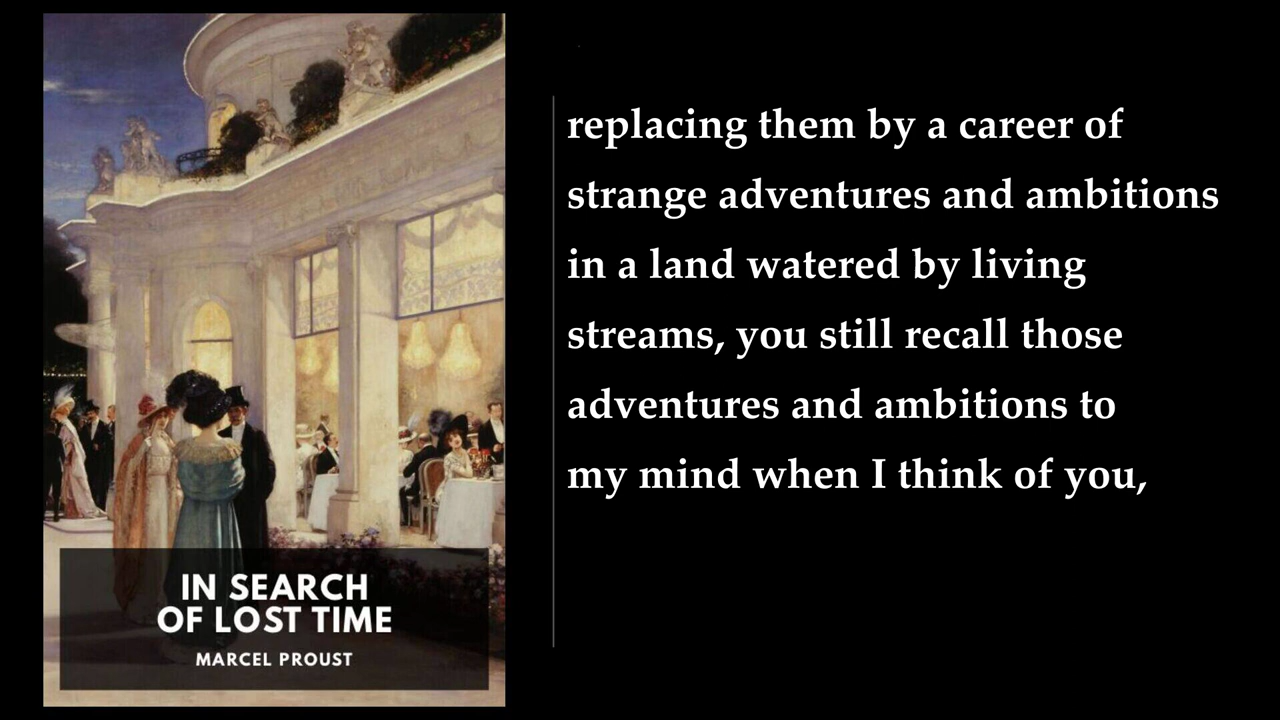 replacing them by a career of
strange adventures and ambitions
in a land watered by living
streams, you still recall those
adventures and ambitions to
my mind when I think of you,
IN SEARCH
OF LOST TIME
MARCEL PROUST